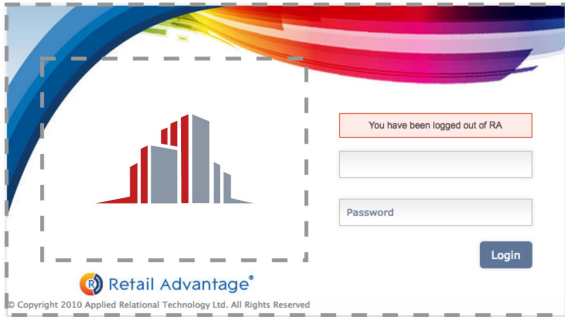 You have been logged out of RA
Password
Login
R Retail Advantage®
© Copyright 2010 Applied Relational Technology Ltd. All Rights Reserved